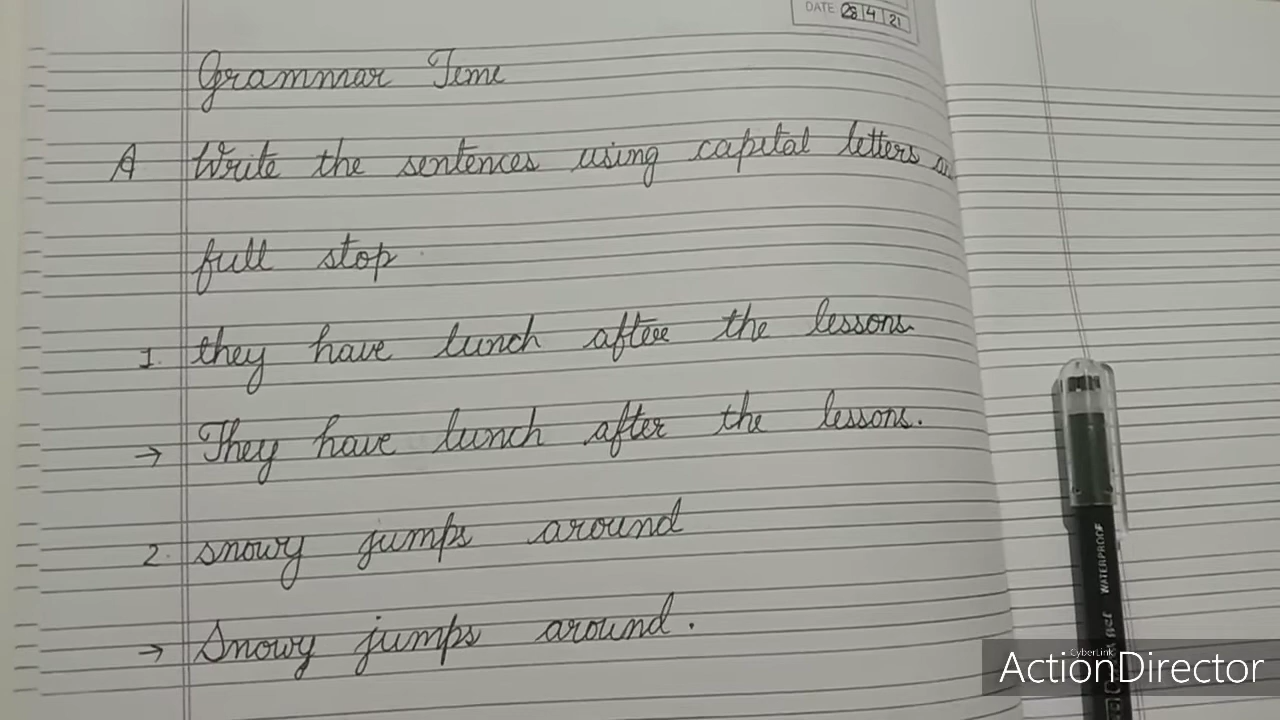 DATE 28 4 21
Grammar Time
A Write the sentences using capital letters
full stop
1. they have lunch after the lessons
→ They have lunch after the lessons.
2. snowy jumps around
→ Snowy jumps around.
WATERPROOF
CyberLink
ActionDirector